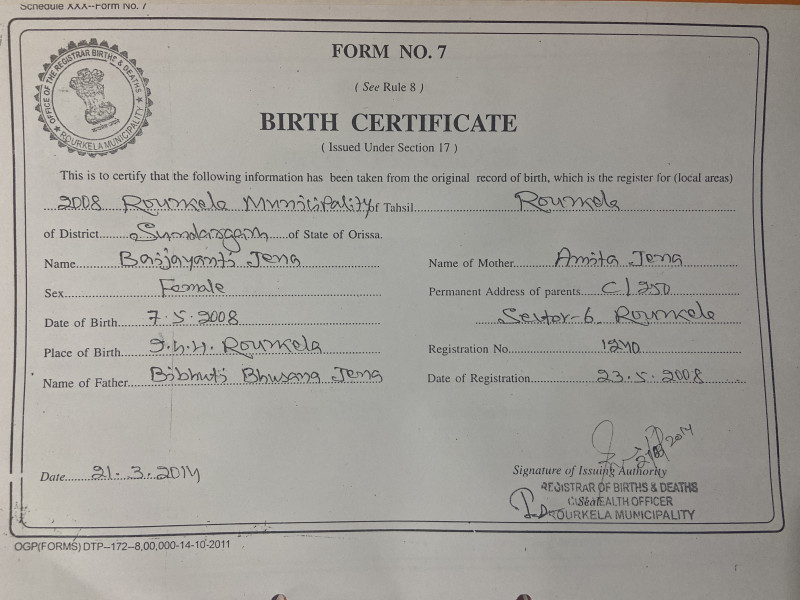 Schedule XXX--Form No. 7
FORM NO. 7
( See Rule 8 )
OFFICE OF THE REGISTRAR BIRTHS & DEATHS
ROURKELA MUNICIPALITY
BIRTH CERTIFICATE
( Issued Under Section 17 )
This is to certify that the following information has been taken from the original record of birth, which is the register for (local areas)
2008 Rourkela Municipality of Tahsil Rourkela
of District Sundargarh of State of Orissa.
Name Baijayanti Jena
Name of Mother Amita Jena
Sex Female
Permanent Address of parents C/250
Sector-6 Rourkela
Date of Birth 7.5.2008
Place of Birth I.G.H. Rourkela
Registration No. 1240
Name of Father Bibhuti Bhusana Jena
Date of Registration 23.5.2008
Date 21.3.2014
Signature of Issuing Authority
REGISTRAR OF BIRTHS & DEATHS
Seal HEALTH OFFICER
ROURKELA MUNICIPALITY
OGP(FORMS) DTP--172--8,00,000-14-10-2011